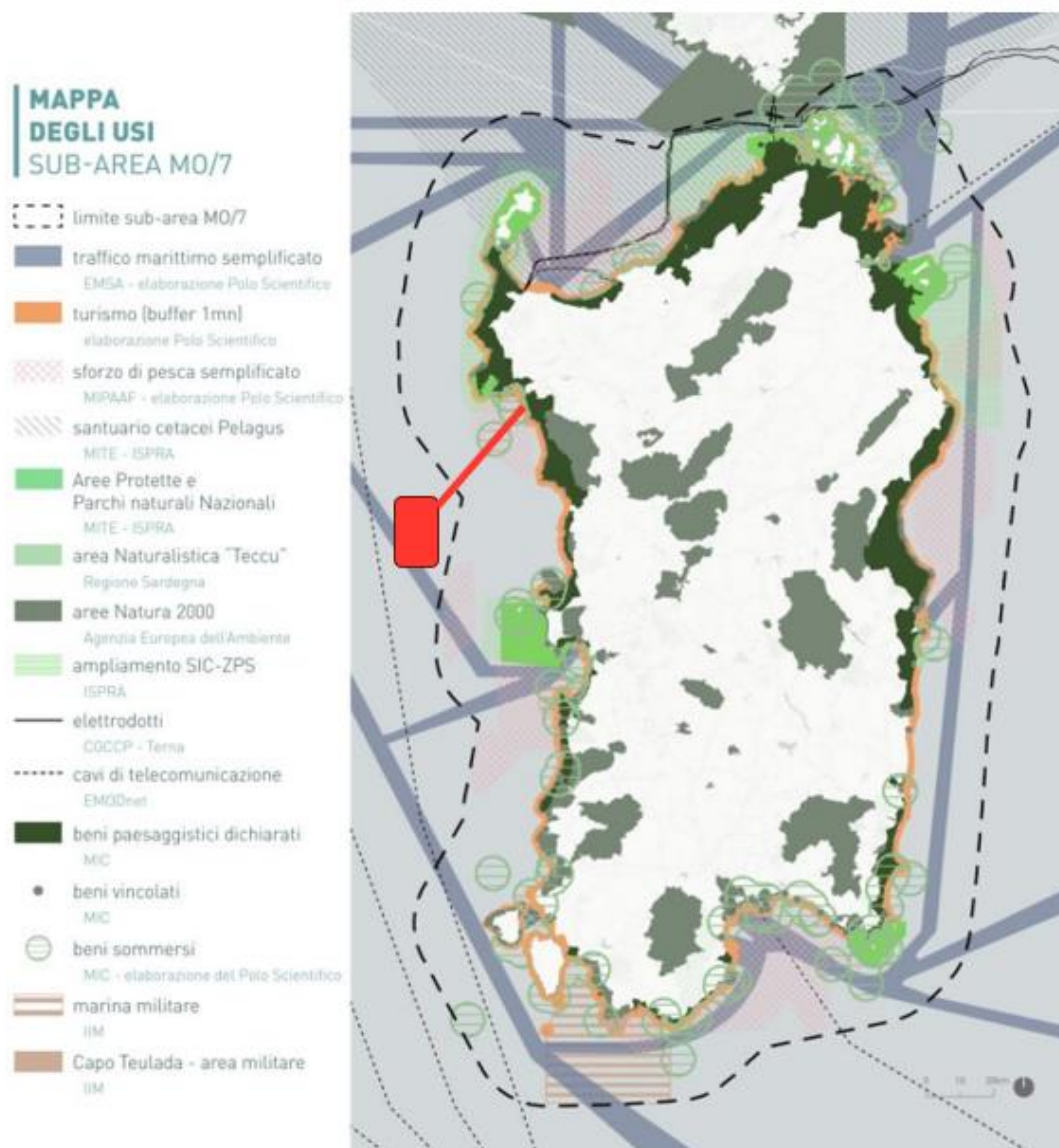 MAPPA
DEGLI USI
SUB-AREA MO/7
limite sub-area MO/7
traffico marittimo semplificato
EMSA - elaborazione Polo Scientifico
turismo (buffer 1mn)
elaborazione Polo Scientifico
sforzo di pesca semplificato
MIPAAF - elaborazione Polo Scientifico
santuario cetacei Pelagus
MITE - ISPRA
Aree Protette e
Parchi naturali Nazionali
MITE - ISPRA
area Naturalistica "Teccu"
Regione Sardegna
aree Natura 2000
Agenzia Europea dell'Ambiente
ampliamento SIC-ZPS
ISPRA
elettrodotti
CGCCP - Terna
cavi di telecomunicazione
EMODnet
beni paesaggistici dichiarati
MIC
beni vincolati
MIC
beni sommersi
MIC - elaborazione del Polo Scientifico
marina militare
IIM
Capo Teulada - area militare
IIM
0 10 20km